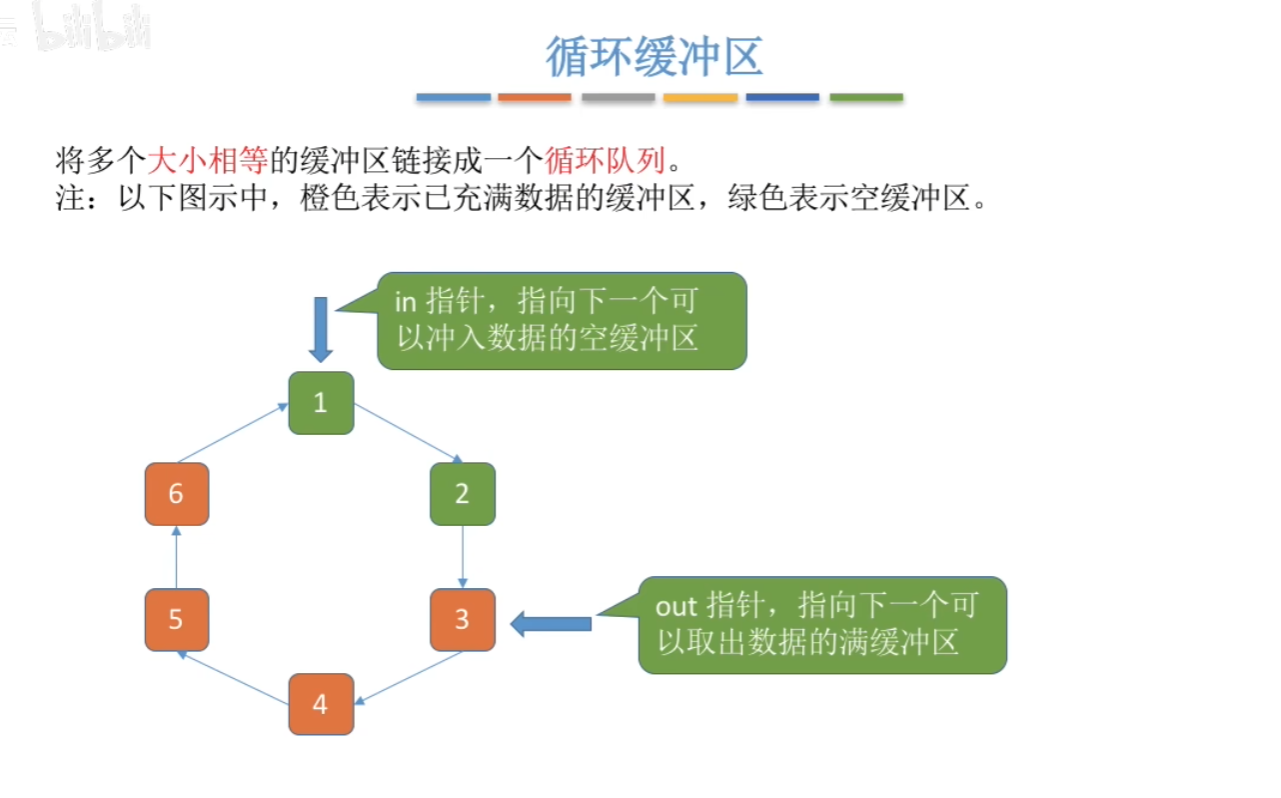 bilibili
循环缓冲区
将多个大小相等的缓冲区链接成一个循环队列。
注：以下图示中，橙色表示已充满数据的缓冲区，绿色表示空缓冲区。
in 指针，指向下一个可
以冲入数据的空缓冲区
1
6
2
5
3
out 指针，指向下一个可
以取出数据的满缓冲区
4